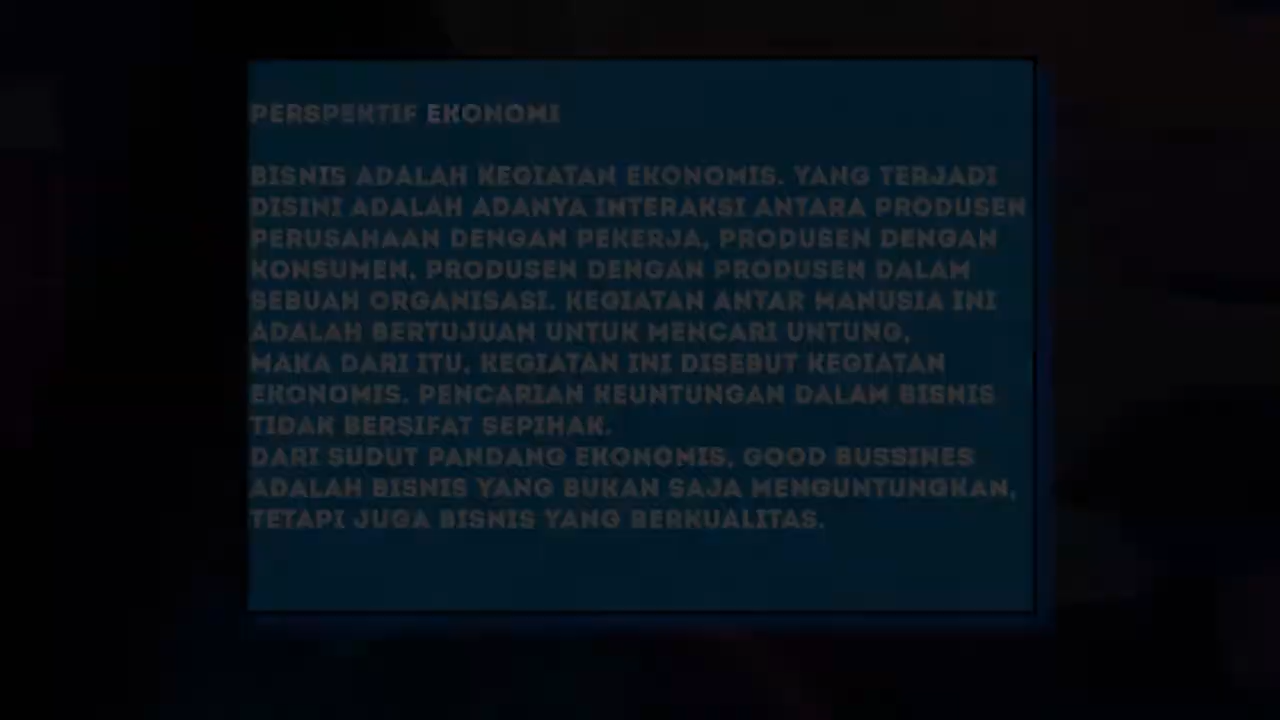 PERSPEKTIF EKONOMI
BISNIS ADALAH KEGIATAN EKONOMIS. YANG TERJADI
DISINI ADALAH ADANYA INTERAKSI ANTARA PRODUSEN
PERUSAHAAN DENGAN PEKERJA, PRODUSEN DENGAN
KONSUMEN, PRODUSEN DENGAN PRODUSEN DALAM
SEBUAH ORGANISASI. KEGIATAN ANTAR MANUSIA INI
ADALAH BERTUJUAN UNTUK MENCARI UNTUNG,
MAKA DARI ITU, KEGIATAN INI DISEBUT KEGIATAN
EKONOMIS. PENCARIAN KEUNTUNGAN DALAM BISNIS
TIDAK BERSIFAT SEPIHAK.
DARI SUDUT PANDANG EKONOMIS, GOOD BUSSINES
ADALAH BISNIS YANG BUKAN SAJA MENGUNTUNGKAN,
TETAPI JUGA BISNIS YANG BERKUALITAS.